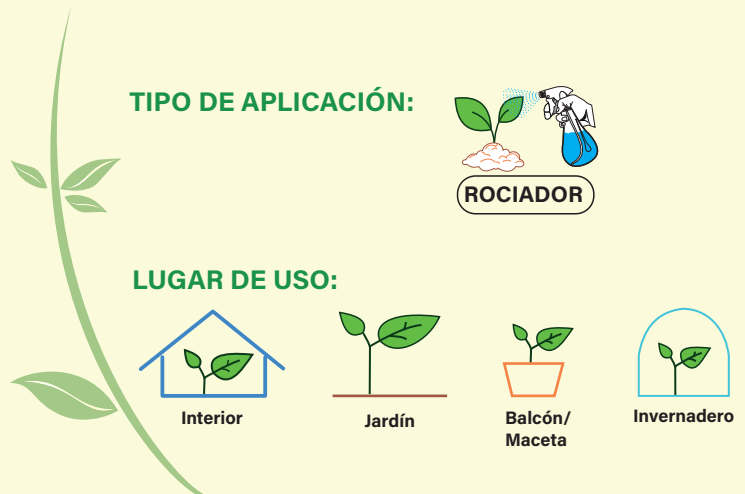 TIPO DE APLICACIÓN:
ROCIADOR
LUGAR DE USO:
Interior
Jardín
Balcón/
Maceta
Invernadero